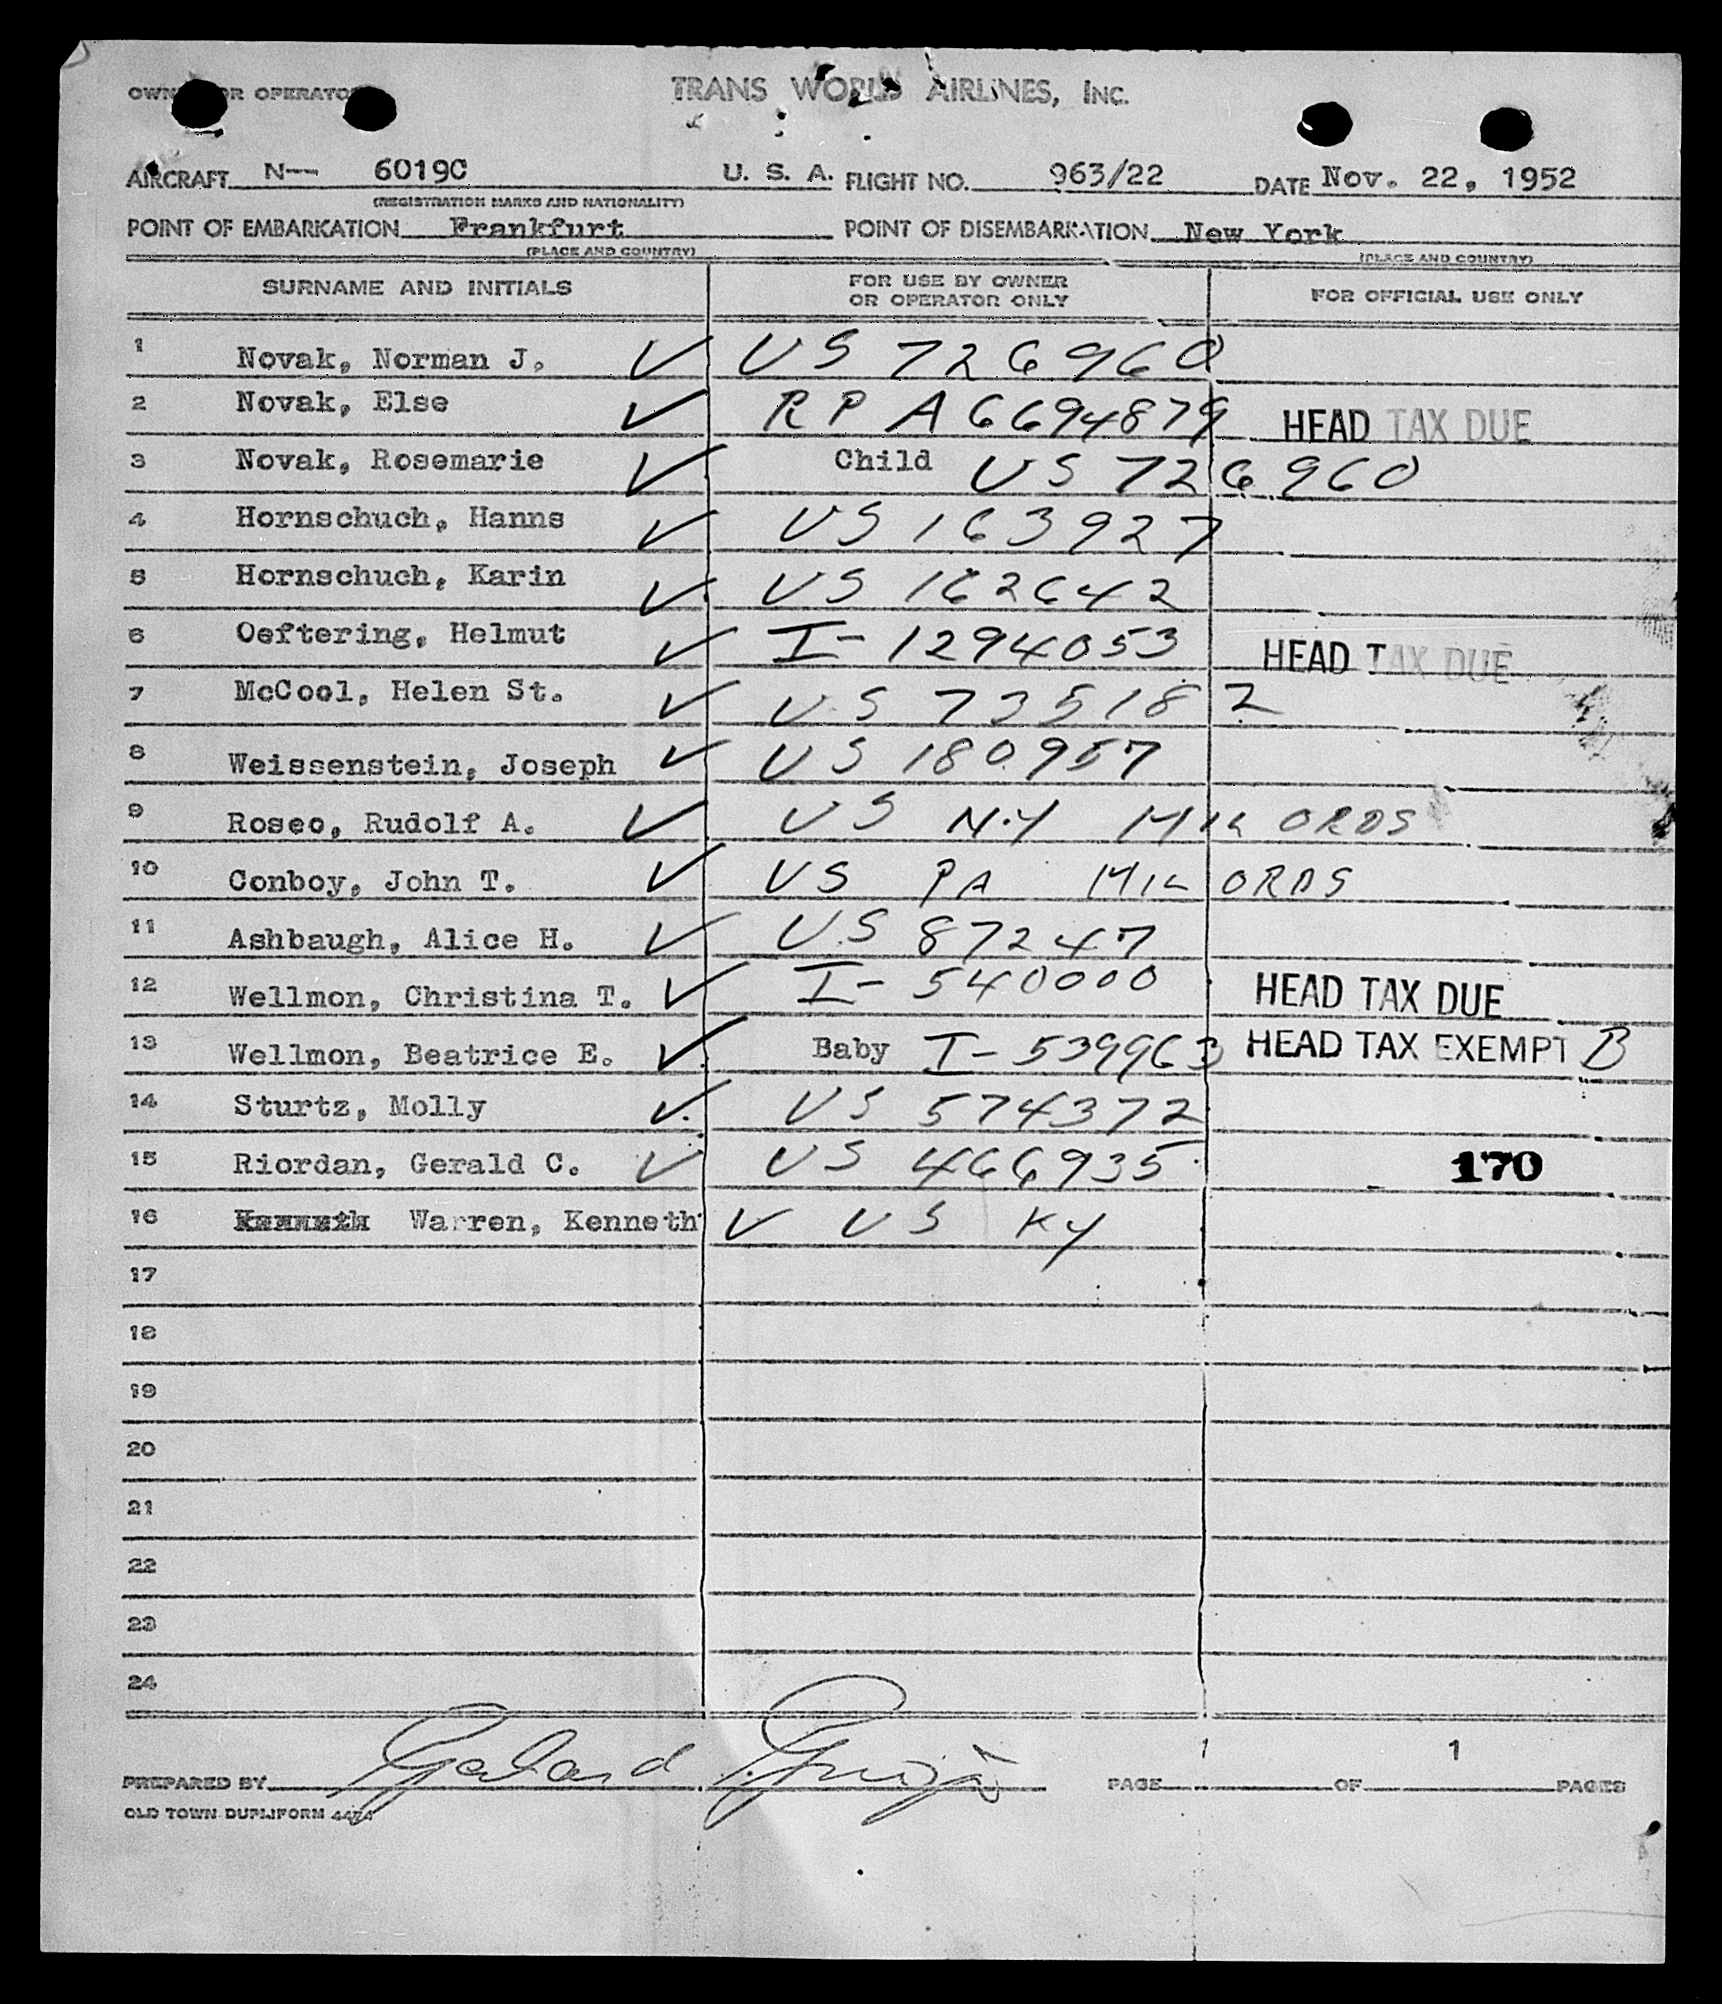 OWNER OR OPERATOR TRANS WORLD AIRLINES, INC.
AIRCRAFT N-- 6019C U. S. A. FLIGHT NO. 963/22 DATE Nov. 22, 1952
(REGISTRATION MARKS AND NATIONALITY)
POINT OF EMBARKATION Frankfurt POINT OF DISEMBARKATION New York
(PLACE AND COUNTRY) (PLACE AND COUNTRY)
SURNAME AND INITIALS FOR USE BY OWNER OR OPERATOR ONLY FOR OFFICIAL USE ONLY
1 Novak, Norman J. ✓ US 726960
2 Novak, Else ✓ RP A6694879 HEAD TAX DUE
3 Novak, Rosemarie ✓ Child US 726960
4 Hornschuch, Hanns ✓ US 163927
5 Hornschuch, Karin ✓ US 162642
6 Oeftering, Helmut ✓ I-1294053 HEAD TAX DUE
7 McCool, Helen St. ✓ US 735182
8 Weissenstein, Joseph ✓ US 180957
9 Roseo, Rudolf A. ✓ US N.Y MIL ORDS
10 Conboy, John T. ✓ US PA MIL ORDS
11 Ashbaugh, Alice H. ✓ US 87247
12 Wellmon, Christina T. ✓ I-540000 HEAD TAX DUE
13 Wellmon, Beatrice E. ✓ Baby I-539963 HEAD TAX EXEMPT B
14 Sturtz, Molly ✓ US 574372
15 Riordan, Gerald C. ✓ US 466935 170
16 Warren, Kenneth ✓ US KY
17
18
19
20
21
22
23
24
PREPARED BY PAGE 1 OF 1 PAGES
OLD TOWN DUPLIFORM 4474